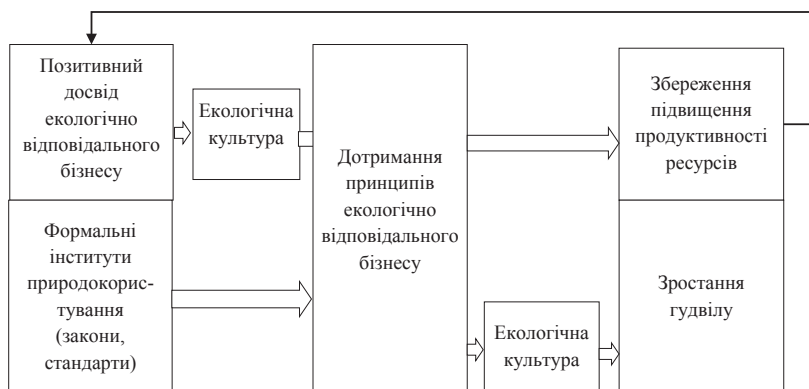 Позитивний
досвід
екологічно
відповідального
бізнесу
Екологічна
культура
Формальні
інститути
природокорис-
тування
(закони,
стандарти)
Дотримання
принципів
екологічно
відповідального
бізнесу
Екологічна
культура
Збереження
підвищення
продуктивності
ресурсів
Зростання
гудвілу